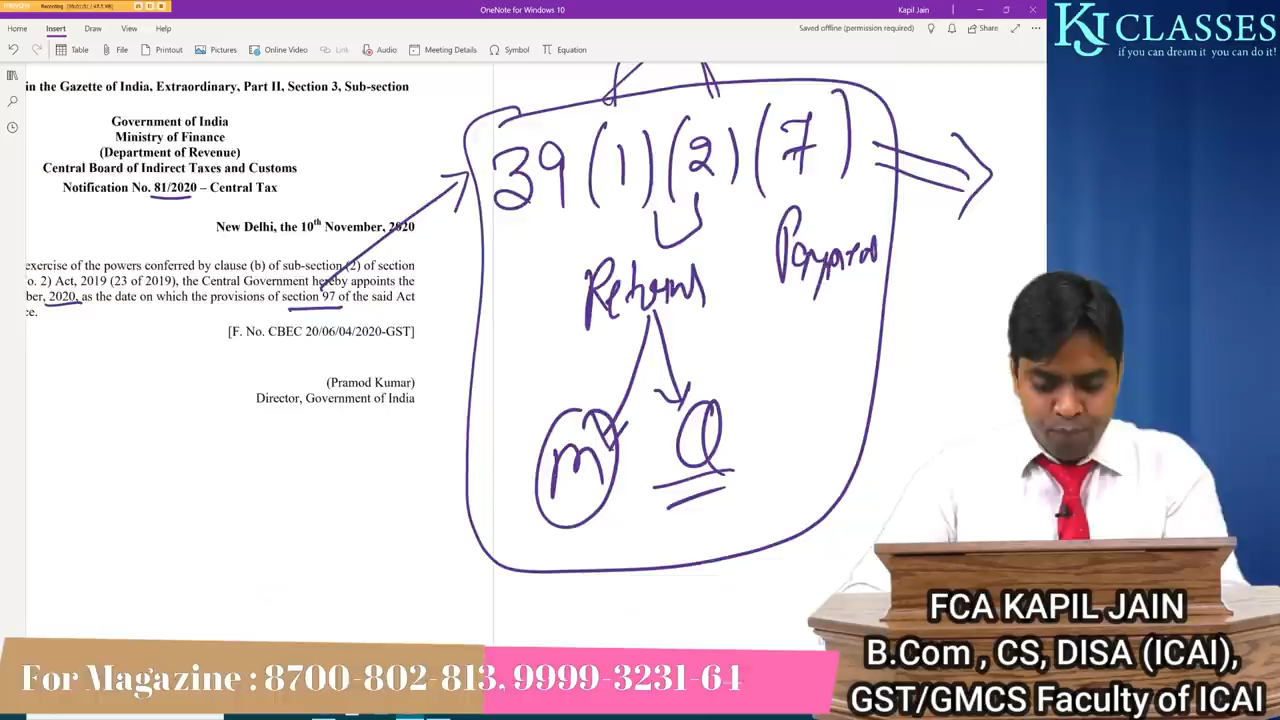 Recording
OneNote for Windows 10
Kapil Jain
Home Insert Draw View Help
Saved offline (permission required) Share
Table File Printout Pictures Online Video Link Audio Meeting Details Symbol Equation
KJ CLASSES
if you can dream it you can do it!
in the Gazette of India, Extraordinary, Part II, Section 3, Sub-section
Government of India
Ministry of Finance
(Department of Revenue)
Central Board of Indirect Taxes and Customs
Notification No. 81/2020 – Central Tax
New Delhi, the 10th November, 2020
exercise of the powers conferred by clause (b) of sub-section (2) of section
o. 2) Act, 2019 (23 of 2019), the Central Government hereby appoints the
ber, 2020, as the date on which the provisions of section 97 of the said Act
ce.
[F. No. CBEC 20/06/04/2020-GST]
(Pramod Kumar)
Director, Government of India
39 (1) (2) (7)
Return
M Q
FCA KAPIL JAIN
B.Com , CS, DISA (ICAI),
GST/GMCS Faculty of ICAI
For Magazine : 8700-802-813, 9999-3231-64